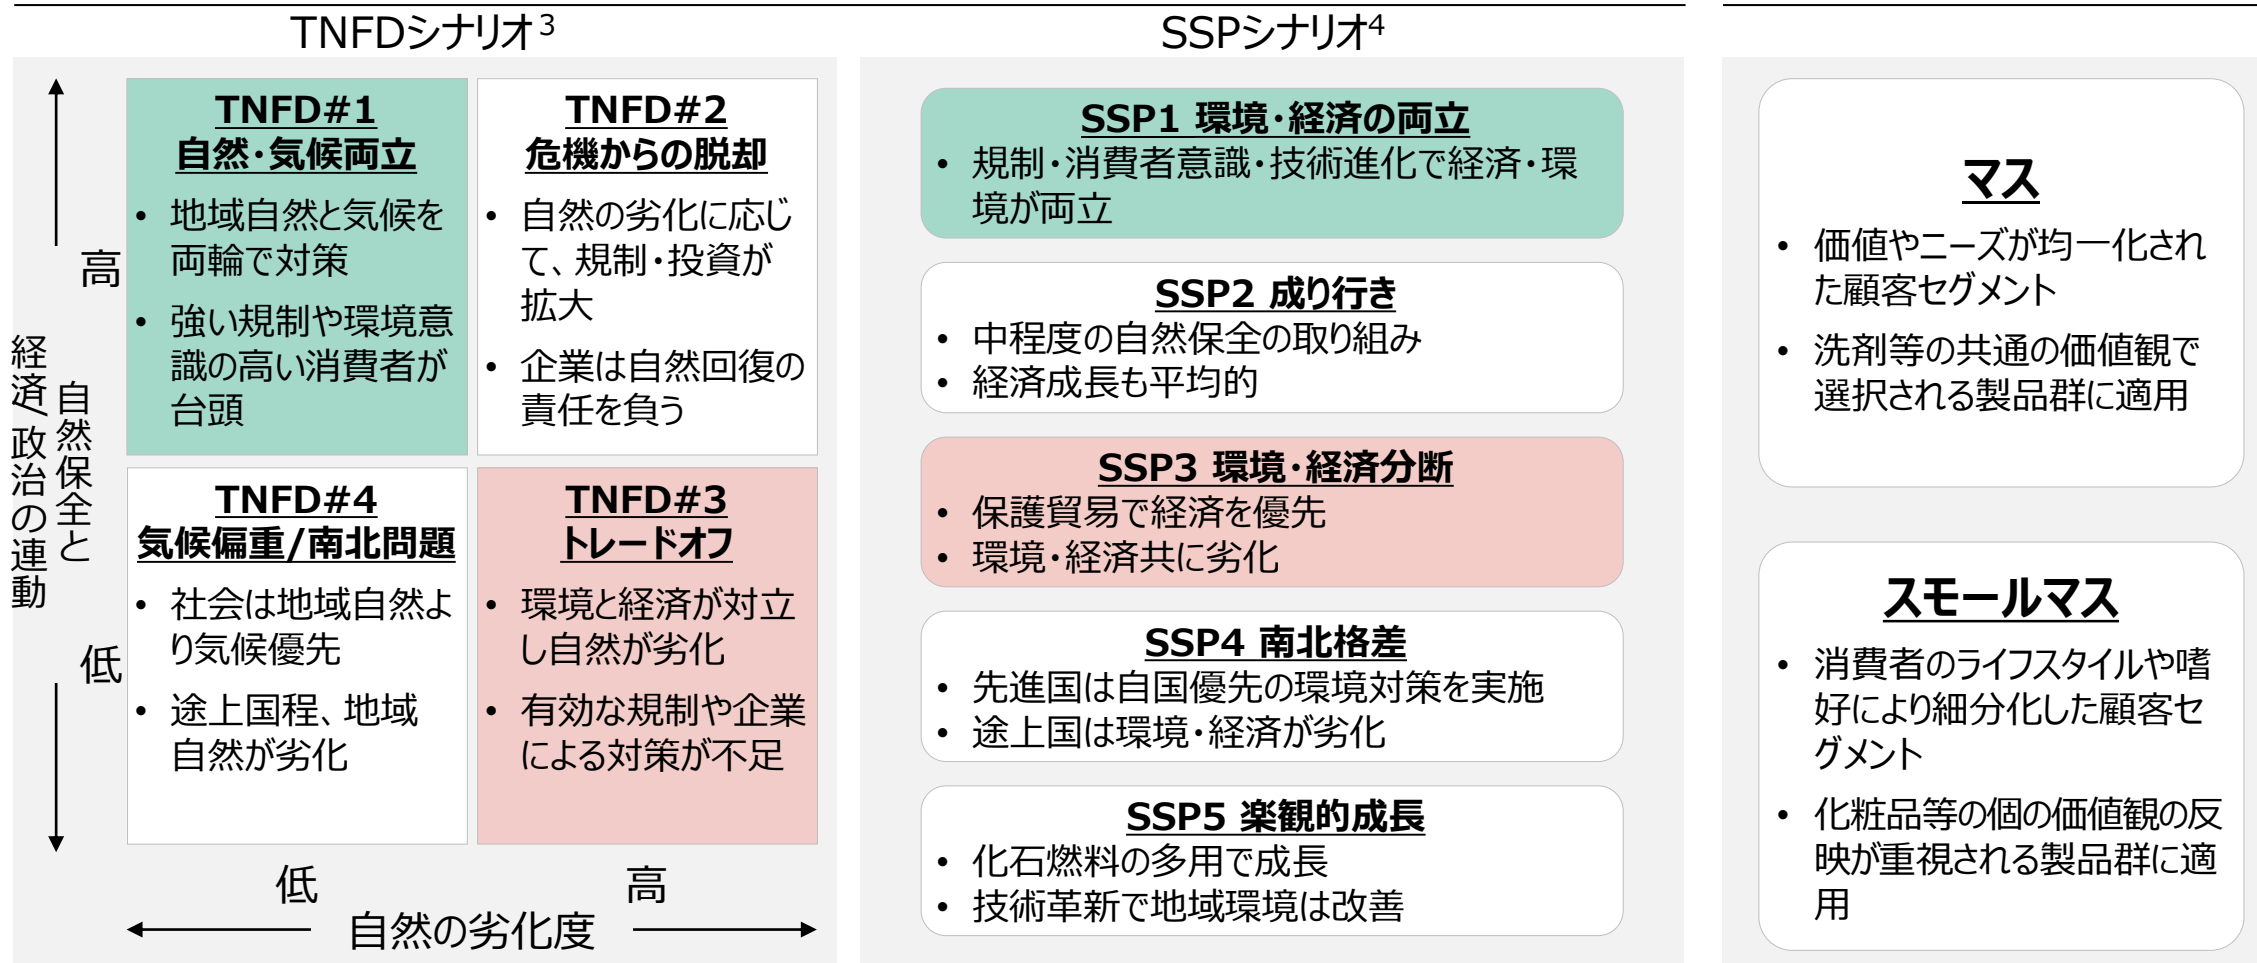 TNFDシナリオ3
SSPシナリオ4
経済/政治の連動
自然保全と
高
低
TNFD#1
自然・気候両立
• 地域自然と気候を
両輪で対策
• 強い規制や環境意
識の高い消費者が
台頭
TNFD#2
危機からの脱却
• 自然の劣化に応じ
て、規制・投資が
拡大
• 企業は自然回復の
責任を負う
TNFD#4
気候偏重/南北問題
• 社会は地域自然よ
り気候優先
• 途上国程、地域
自然が劣化
TNFD#3
トレードオフ
• 環境と経済が対立
し自然が劣化
• 有効な規制や企業
による対策が不足
低
高
自然の劣化度
SSP1 環境・経済の両立
• 規制・消費者意識・技術進化で経済・環
境が両立
SSP2 成り行き
• 中程度の自然保全の取り組み
• 経済成長も平均的
SSP3 環境・経済分断
• 保護貿易で経済を優先
• 環境・経済共に劣化
SSP4 南北格差
• 先進国は自国優先の環境対策を実施
• 途上国は環境・経済が劣化
SSP5 楽観的成長
• 化石燃料の多用で成長
• 技術革新で地域環境は改善
マス
• 価値やニーズが均一化され
た顧客セグメント
• 洗剤等の共通の価値観で
選択される製品群に適用
スモールマス
• 消費者のライフスタイルや嗜
好により細分化した顧客セ
グメント
• 化粧品等の個の価値観の反
映が重視される製品群に適
用